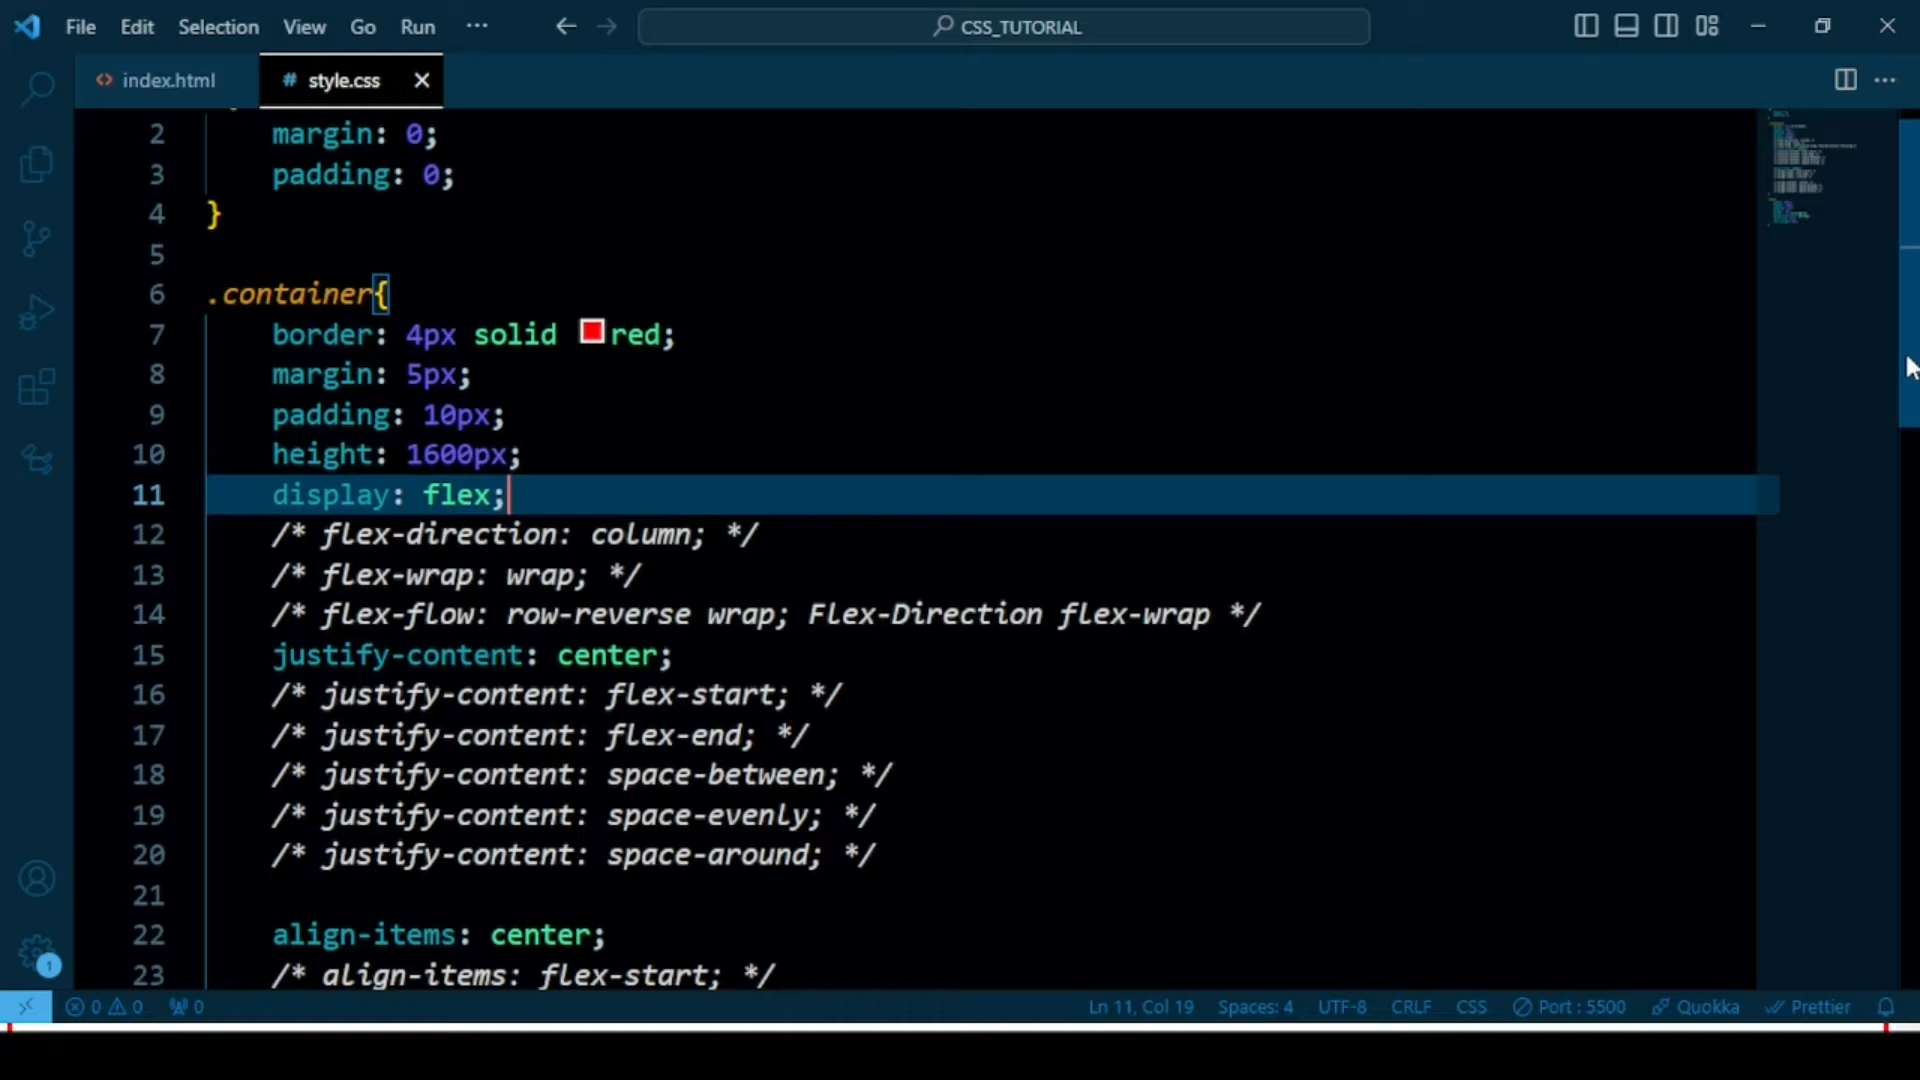 File Edit Selection View Go Run ··· CSS_TUTORIAL
index.html # style.css
2 margin: 0;
3 padding: 0;
4 }
5
6 .container{
7 border: 4px solid red;
8 margin: 5px;
9 padding: 10px;
10 height: 1600px;
11 display: flex;
12 /* flex-direction: column; */
13 /* flex-wrap: wrap; */
14 /* flex-flow: row-reverse wrap; Flex-Direction flex-wrap */
15 justify-content: center;
16 /* justify-content: flex-start; */
17 /* justify-content: flex-end; */
18 /* justify-content: space-between; */
19 /* justify-content: space-evenly; */
20 /* justify-content: space-around; */
21
22 align-items: center;
23 /* align-items: flex-start; */
1
0 0 0 Ln 11, Col 19 Spaces: 4 UTF-8 CRLF CSS Port : 5500 Quokka Prettier